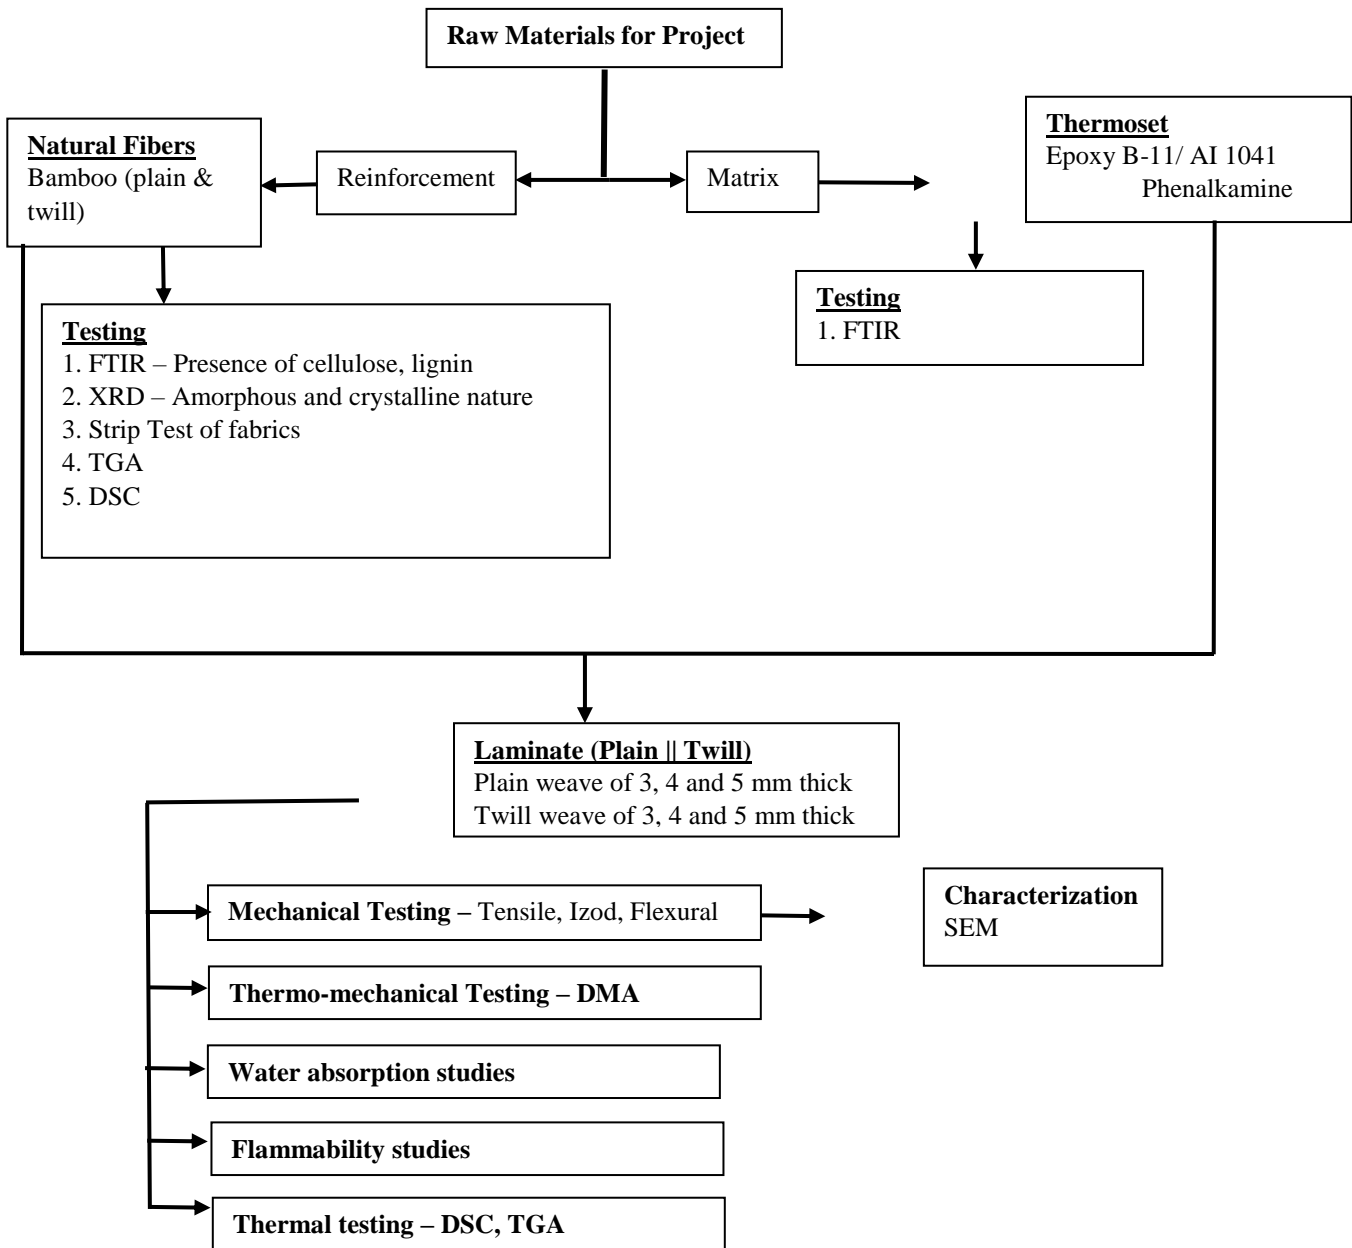 Raw Materials for Project
Natural Fibers
Bamboo (plain &
twill)
Reinforcement
Matrix
Thermoset
Epoxy B-11/ AI 1041
Phenalkamine
Testing
1. FTIR – Presence of cellulose, lignin
2. XRD – Amorphous and crystalline nature
3. Strip Test of fabrics
4. TGA
5. DSC
Testing
1. FTIR
Laminate (Plain || Twill)
Plain weave of 3, 4 and 5 mm thick
Twill weave of 3, 4 and 5 mm thick
Mechanical Testing – Tensile, Izod, Flexural
Characterization
SEM
Thermo-mechanical Testing – DMA
Water absorption studies
Flammability studies
Thermal testing – DSC, TGA